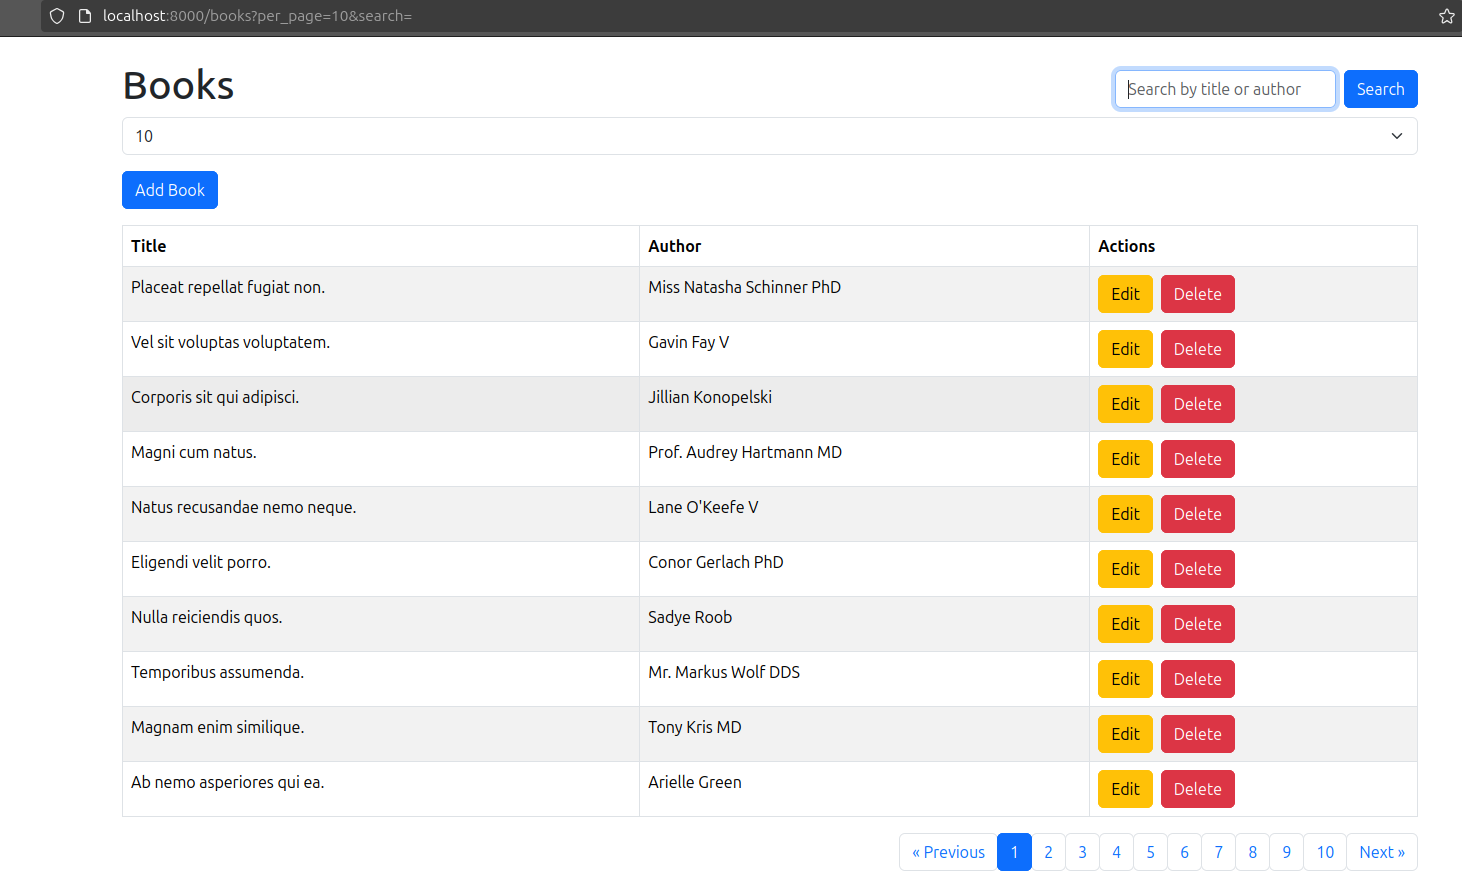 localhost:8000/books?per_page=10&search=
Books
Search by title or author Search
10
Add Book
Title Author Actions
Placeat repellat fugiat non. Miss Natasha Schinner PhD Edit Delete
Vel sit voluptas voluptatem. Gavin Fay V Edit Delete
Corporis sit qui adipisci. Jillian Konopelski Edit Delete
Magni cum natus. Prof. Audrey Hartmann MD Edit Delete
Natus recusandae nemo neque. Lane O'Keefe V Edit Delete
Eligendi velit porro. Conor Gerlach PhD Edit Delete
Nulla reiciendis quos. Sadye Roob Edit Delete
Temporibus assumenda. Mr. Markus Wolf DDS Edit Delete
Magnam enim similique. Tony Kris MD Edit Delete
Ab nemo asperiores qui ea. Arielle Green Edit Delete
« Previous 1 2 3 4 5 6 7 8 9 10 Next »